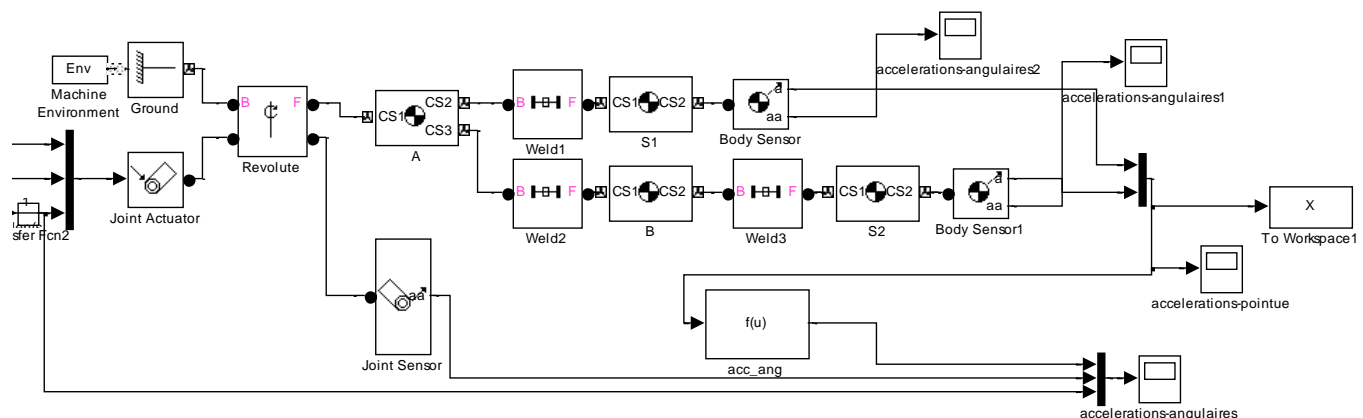 Env
Machine
Environment
Ground
B
F
Revolute
Joint Actuator
1
sfer Fcn2
CS1
CS2
CS3
A
B
F
Weld1
CS1
CS2
S1
a
aa
Body Sensor
accelerations-angulaires2
accelerations-angulaires1
B
F
Weld2
CS1
CS2
B
B
F
Weld3
CS1
CS2
S2
a
aa
Body Sensor1
X
To Workspace1
accelerations-pointue
aa
Joint Sensor
f(u)
acc_ang
accelerations-angulaires